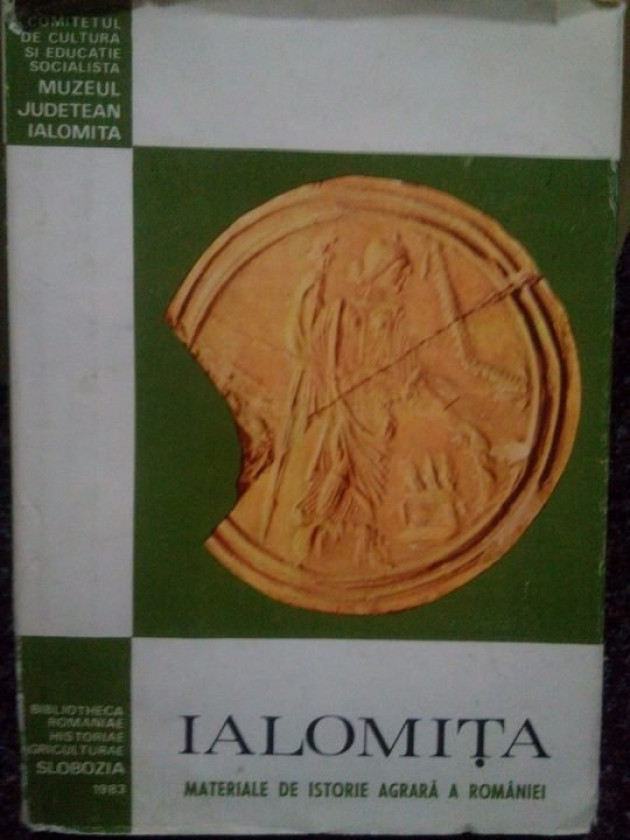 COMITETUL
DE CULTURA
SI EDUCATIE
SOCIALISTA
MUZEUL
JUDETEAN
IALOMITA
BIBLIOTHECA
ROMANIAE
HISTORIAE
AGRICULTURAE
SLOBOZIA
1983
IALOMIȚA
MATERIALE DE ISTORIE AGRARĂ A ROMÂNIEI